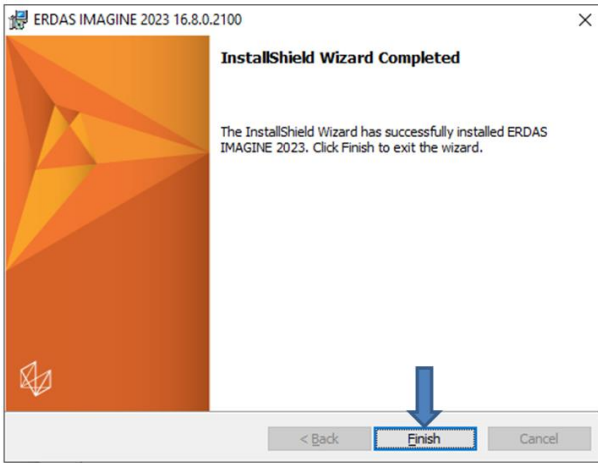 ERDAS IMAGINE 2023 16.8.0.2100
InstallShield Wizard Completed
The InstallShield Wizard has successfully installed ERDAS
IMAGINE 2023. Click Finish to exit the wizard.
< Back
Finish
Cancel